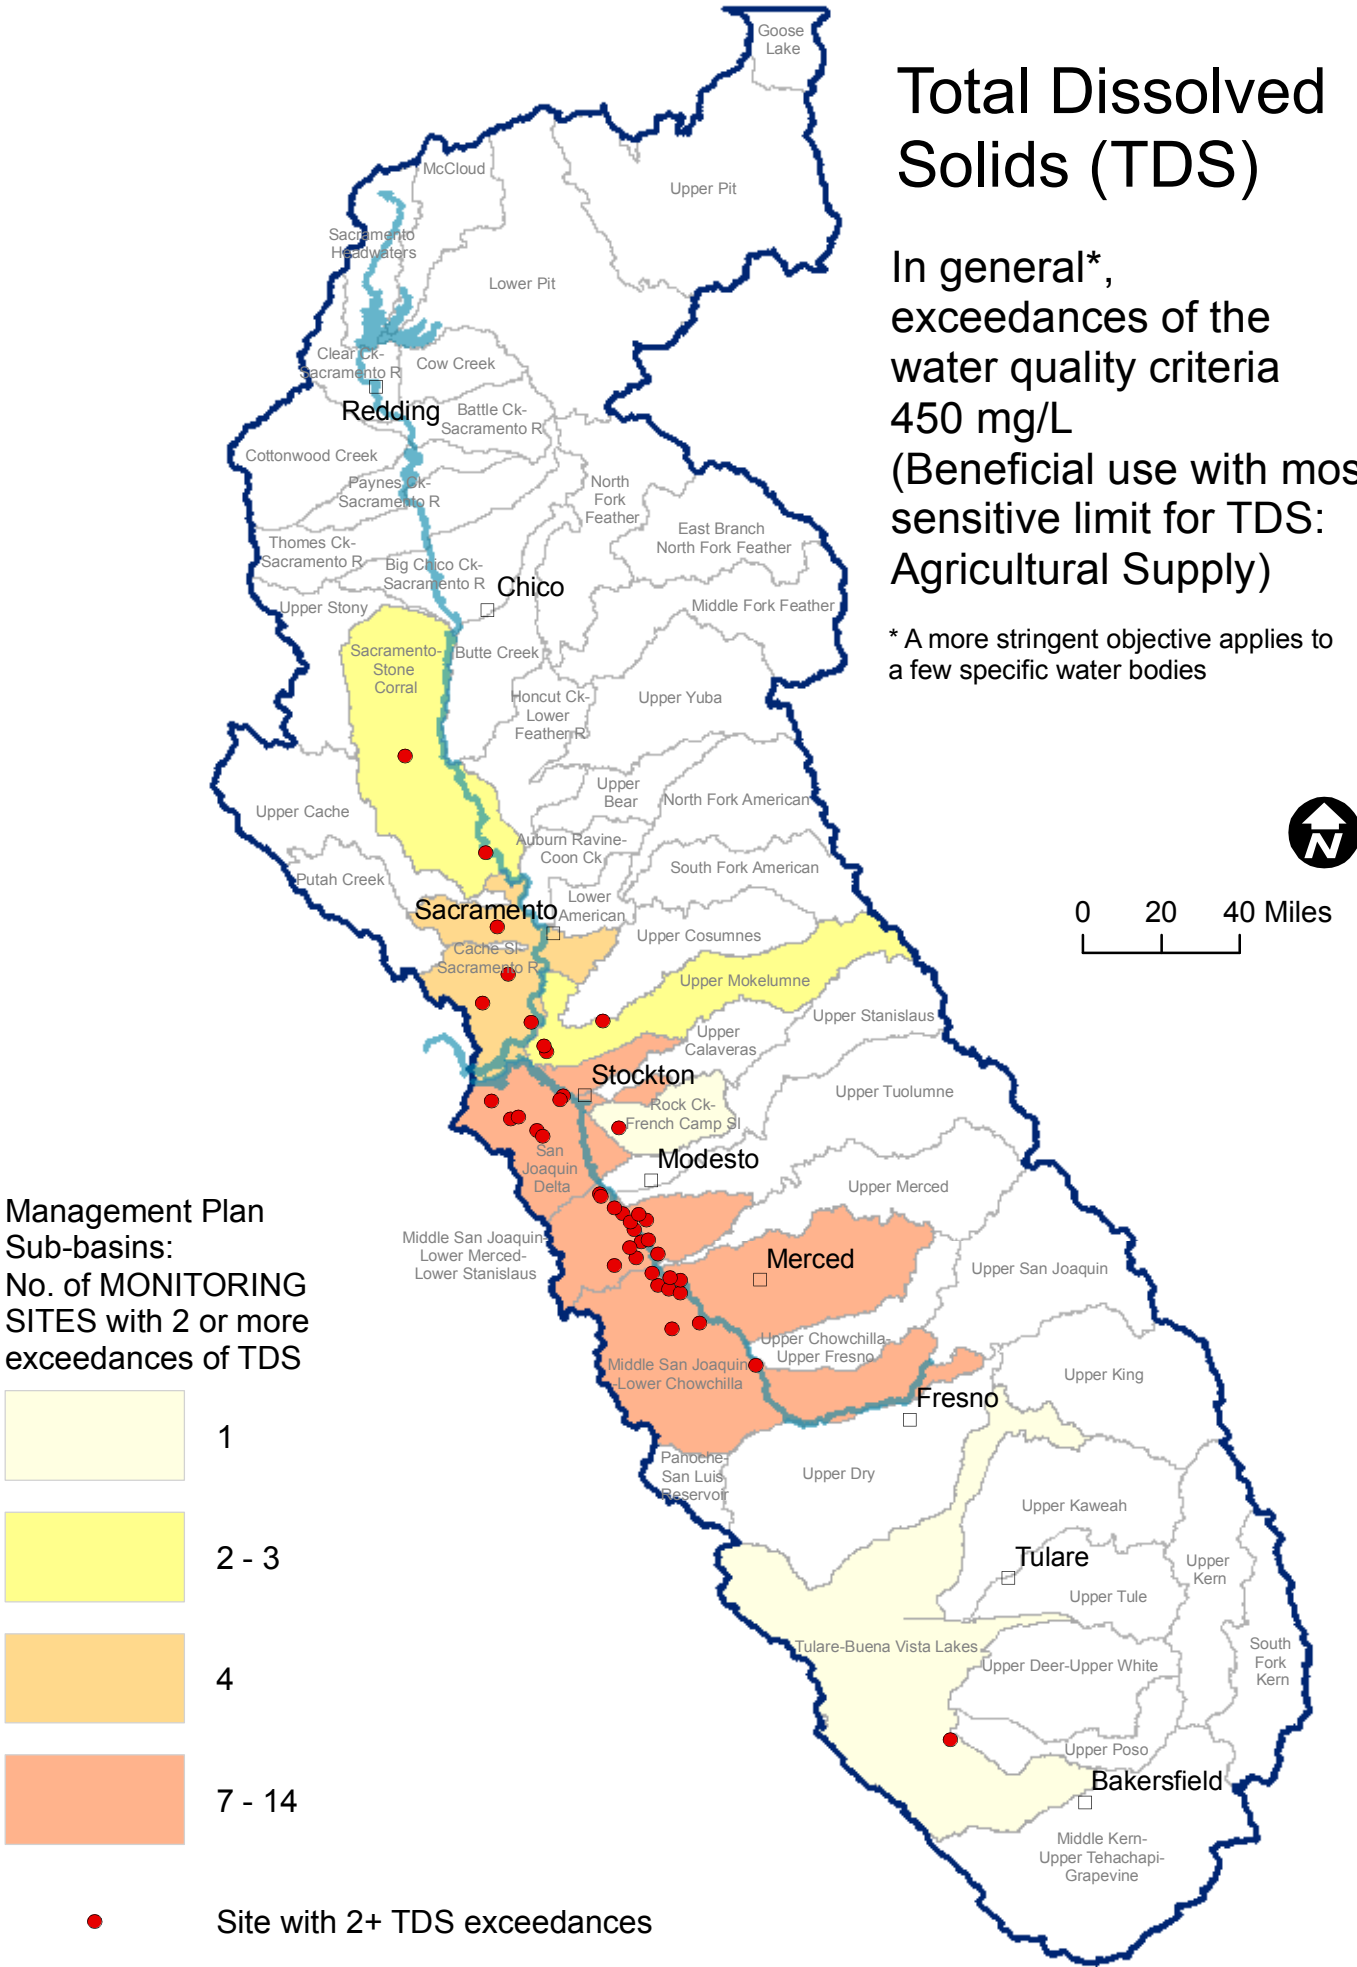 Total Dissolved
Solids (TDS)
In general*,
exceedances of the
water quality criteria
450 mg/L
(Beneficial use with mos
sensitive limit for TDS:
Agricultural Supply)
* A more stringent objective applies to
a few specific water bodies
N
0 20 40 Miles
Goose
Lake
McCloud
Upper Pit
Sacramento
Headwaters
Lower Pit
Clear Ck-
Sacramento R
Cow Creek
Redding
Battle Ck-
Sacramento R
Cottonwood Creek
Paynes Ck-
Sacramento R
North
Fork
Feather
East Branch
North Fork Feather
Thomes Ck-
Sacramento R
Big Chico Ck-
Sacramento R
Chico
Upper Stony
Middle Fork Feather
Sacramento-
Stone
Corral
Butte Creek
Honcut Ck-
Lower
Feather R
Upper Yuba
Upper
Bear
North Fork American
Upper Cache
Auburn Ravine-
Coon Ck
South Fork American
Putah Creek
Lower
American
Sacramento
Upper Cosumnes
Cache Sl-
Sacramento R
Upper Mokelumne
Upper Stanislaus
Upper
Calaveras
Stockton
Upper Tuolumne
Rock Ck-
French Camp Sl
San
Joaquin
Delta
Modesto
Upper Merced
Middle San Joaquin-
Lower Merced-
Lower Stanislaus
Merced
Upper San Joaquin
Upper Chowchilla-
Upper Fresno
Middle San Joaquin
-Lower Chowchilla
Upper King
Fresno
Panoche-
San Luis
Reservoir
Upper Dry
Upper Kaweah
Tulare
Upper
Kern
Upper Tule
Tulare-Buena Vista Lakes
Upper Deer-Upper White
South
Fork
Kern
Upper Poso
Bakersfield
Middle Kern-
Upper Tehachapi-
Grapevine
Management Plan
Sub-basins:
No. of MONITORING
SITES with 2 or more
exceedances of TDS
1
2 - 3
4
7 - 14
Site with 2+ TDS exceedances